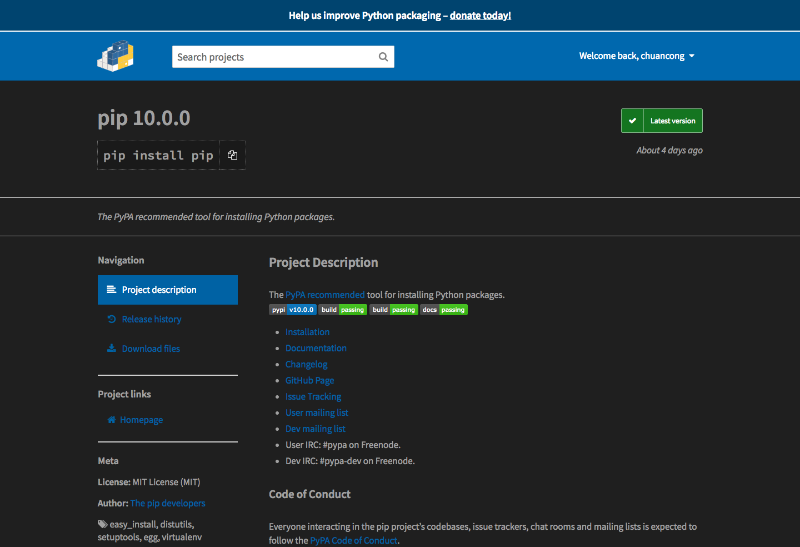 Help us improve Python packaging – donate today!
Search projects
Welcome back, chuancong
pip 10.0.0
Latest version
pip install pip
About 4 days ago
The PyPA recommended tool for installing Python packages.
Navigation
Project description
Release history
Download files
Project links
Homepage
Meta
License: MIT License (MIT)
Author: The pip developers
easy_install, distutils,
setuptools, egg, virtualenv
Project Description
The PyPA recommended tool for installing Python packages.
pypi v10.0.0 build passing build passing docs passing
Installation
Documentation
Changelog
GitHub Page
Issue Tracking
User mailing list
Dev mailing list
User IRC: #pypa on Freenode.
Dev IRC: #pypa-dev on Freenode.
Code of Conduct
Everyone interacting in the pip project's codebases, issue trackers, chat rooms and mailing lists is expected to
follow the PyPA Code of Conduct.